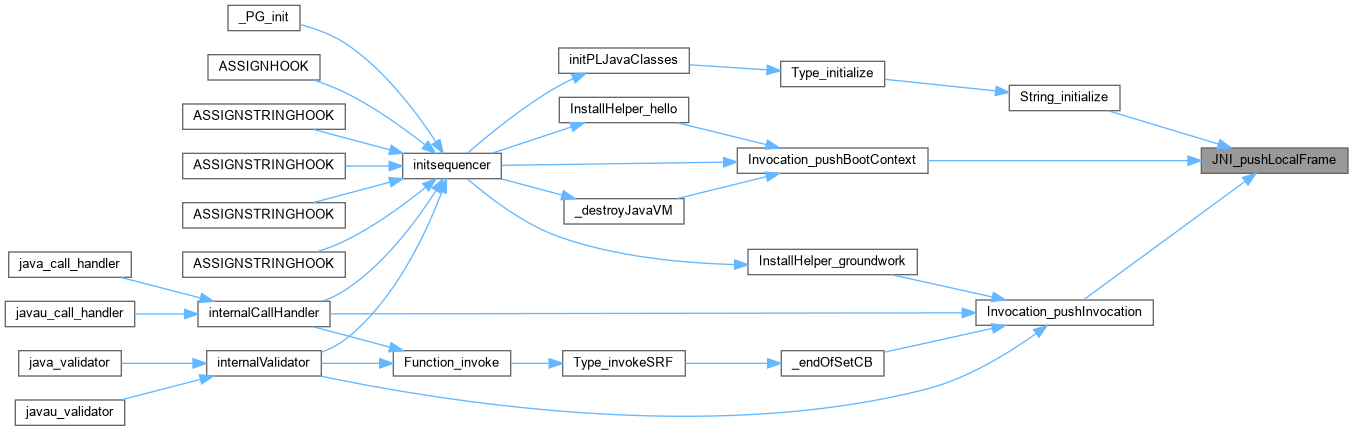 _PG_init
ASSIGNHOOK
initPLJavaClasses
Type_initialize
String_initialize
InstallHelper_hello
ASSIGNSTRINGHOOK
ASSIGNSTRINGHOOK
initsequencer
Invocation_pushBootContext
JNI_pushLocalFrame
ASSIGNSTRINGHOOK
_destroyJavaVM
ASSIGNSTRINGHOOK
java_call_handler
InstallHelper_groundwork
javau_call_handler
internalCallHandler
Invocation_pushInvocation
java_validator
internalValidator
Function_invoke
Type_invokeSRF
_endOfSetCB
javau_validator